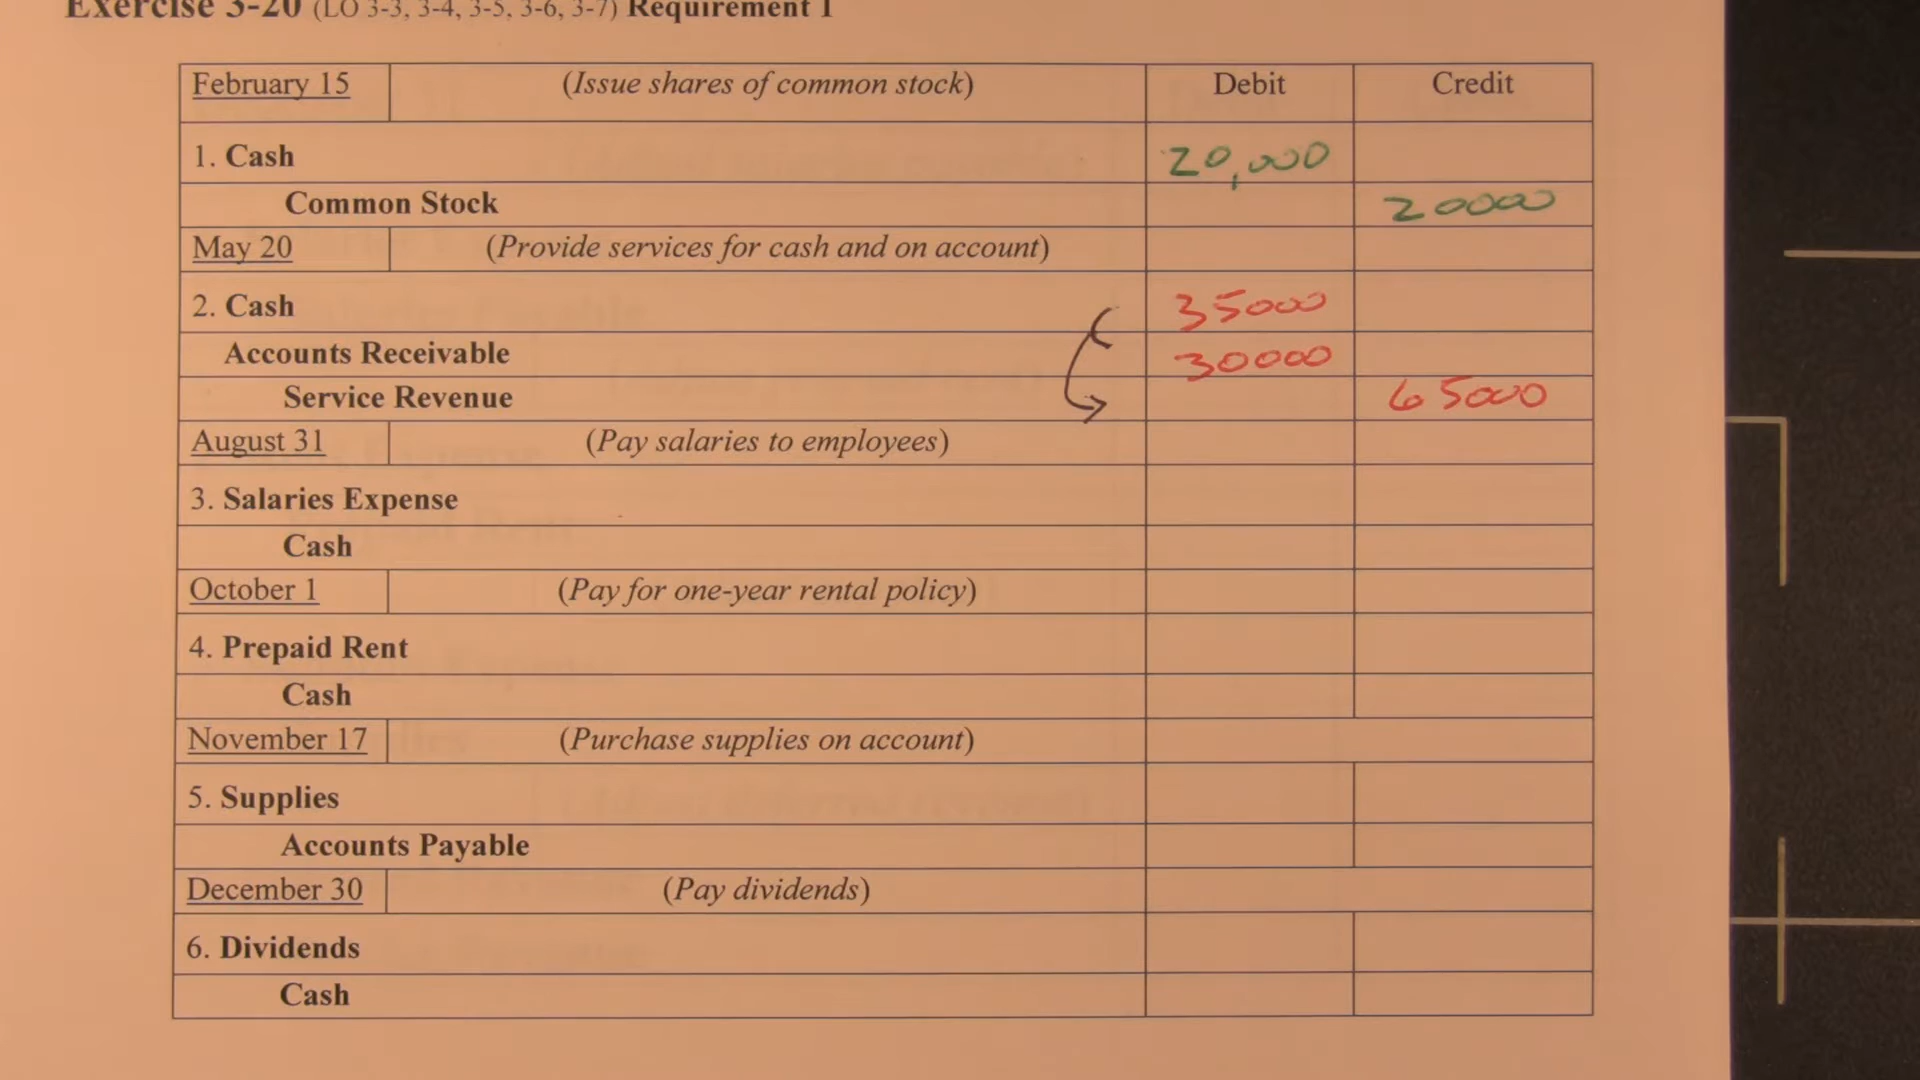 Exercise 3-20 (LO 3-3, 3-4, 3-5, 3-6, 3-7) Requirement 1
February 15 (Issue shares of common stock) Debit Credit
1. Cash 20,000
Common Stock 20000
May 20 (Provide services for cash and on account)
2. Cash 35000
Accounts Receivable 30000
Service Revenue 65000
August 31 (Pay salaries to employees)
3. Salaries Expense
Cash
October 1 (Pay for one-year rental policy)
4. Prepaid Rent
Cash
November 17 (Purchase supplies on account)
5. Supplies
Accounts Payable
December 30 (Pay dividends)
6. Dividends
Cash